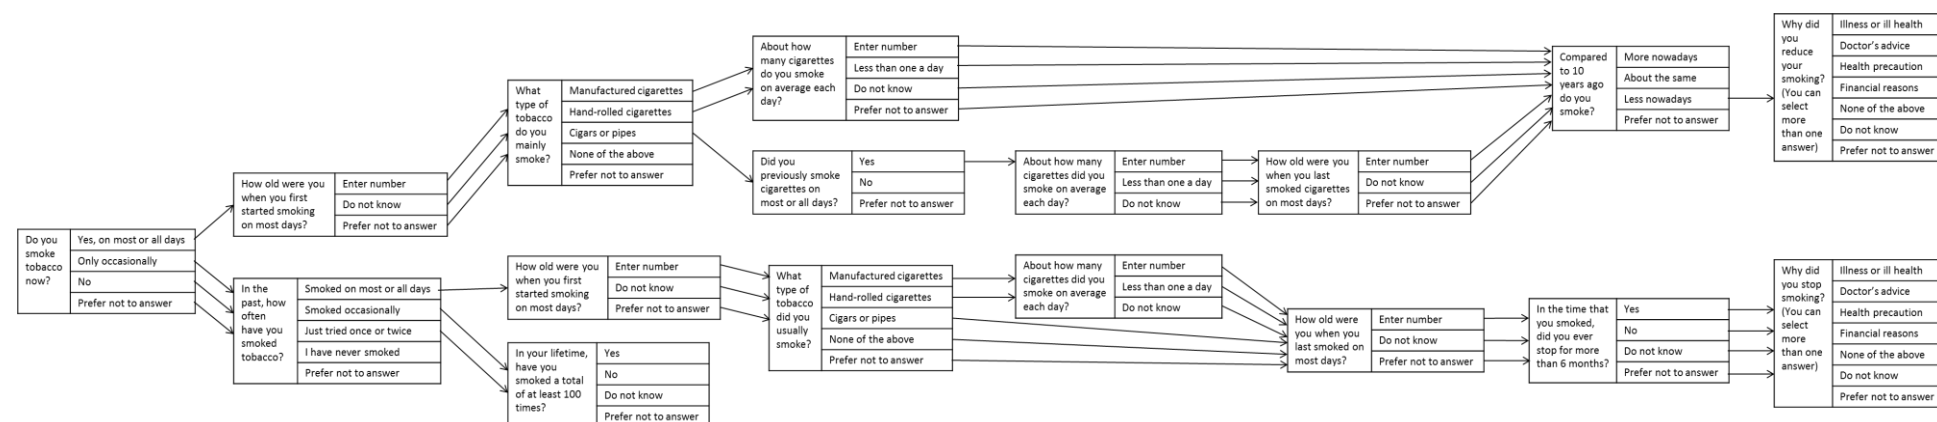 Do you
smoke
tobacco
now?
Yes, on most or all days
Only occasionally
No
Prefer not to answer
How old were you
when you first
started smoking
on most days?
Enter number
Do not know
Prefer not to answer
In the
past, how
often
have you
smoked
tobacco?
Smoked on most or all days
Smoked occasionally
Just tried once or twice
I have never smoked
Prefer not to answer
What
type of
tobacco
do you
mainly
smoke?
Manufactured cigarettes
Hand-rolled cigarettes
Cigars or pipes
None of the above
Prefer not to answer
How old were you
when you first
started smoking
on most days?
Enter number
Do not know
Prefer not to answer
In your lifetime,
have you
smoked a total
of at least 100
times?
Yes
No
Do not know
Prefer not to answer
About how
many cigarettes
do you smoke
on average each
day?
Enter number
Less than one a day
Do not know
Prefer not to answer
Did you
previously smoke
cigarettes on
most or all days?
Yes
No
Prefer not to answer
What
type of
tobacco
did you
usually
smoke?
Manufactured cigarettes
Hand-rolled cigarettes
Cigars or pipes
None of the above
Prefer not to answer
About how many
cigarettes did you
smoke on average
each day?
Enter number
Less than one a day
Do not know
How old were you
when you last
smoked cigarettes
on most days?
Enter number
Do not know
Prefer not to answer
About how many
cigarettes did you
smoke on average
each day?
Enter number
Less than one a day
Do not know
How old were
you when you
last smoked on
most days?
Enter number
Do not know
Prefer not to answer
Compared
to 10
years ago
do you
smoke?
More nowadays
About the same
Less nowadays
Prefer not to answer
In the time that
you smoked,
did you ever
stop for more
than 6 months?
Yes
No
Do not know
Prefer not to answer
Why did
you
reduce
your
smoking?
(You can
select
more
than one
answer)
Illness or ill health
Doctor's advice
Health precaution
Financial reasons
None of the above
Do not know
Prefer not to answer
Why did
you stop
smoking?
(You can
select
more
than one
answer)
Illness or ill health
Doctor's advice
Health precaution
Financial reasons
None of the above
Do not know
Prefer not to answer